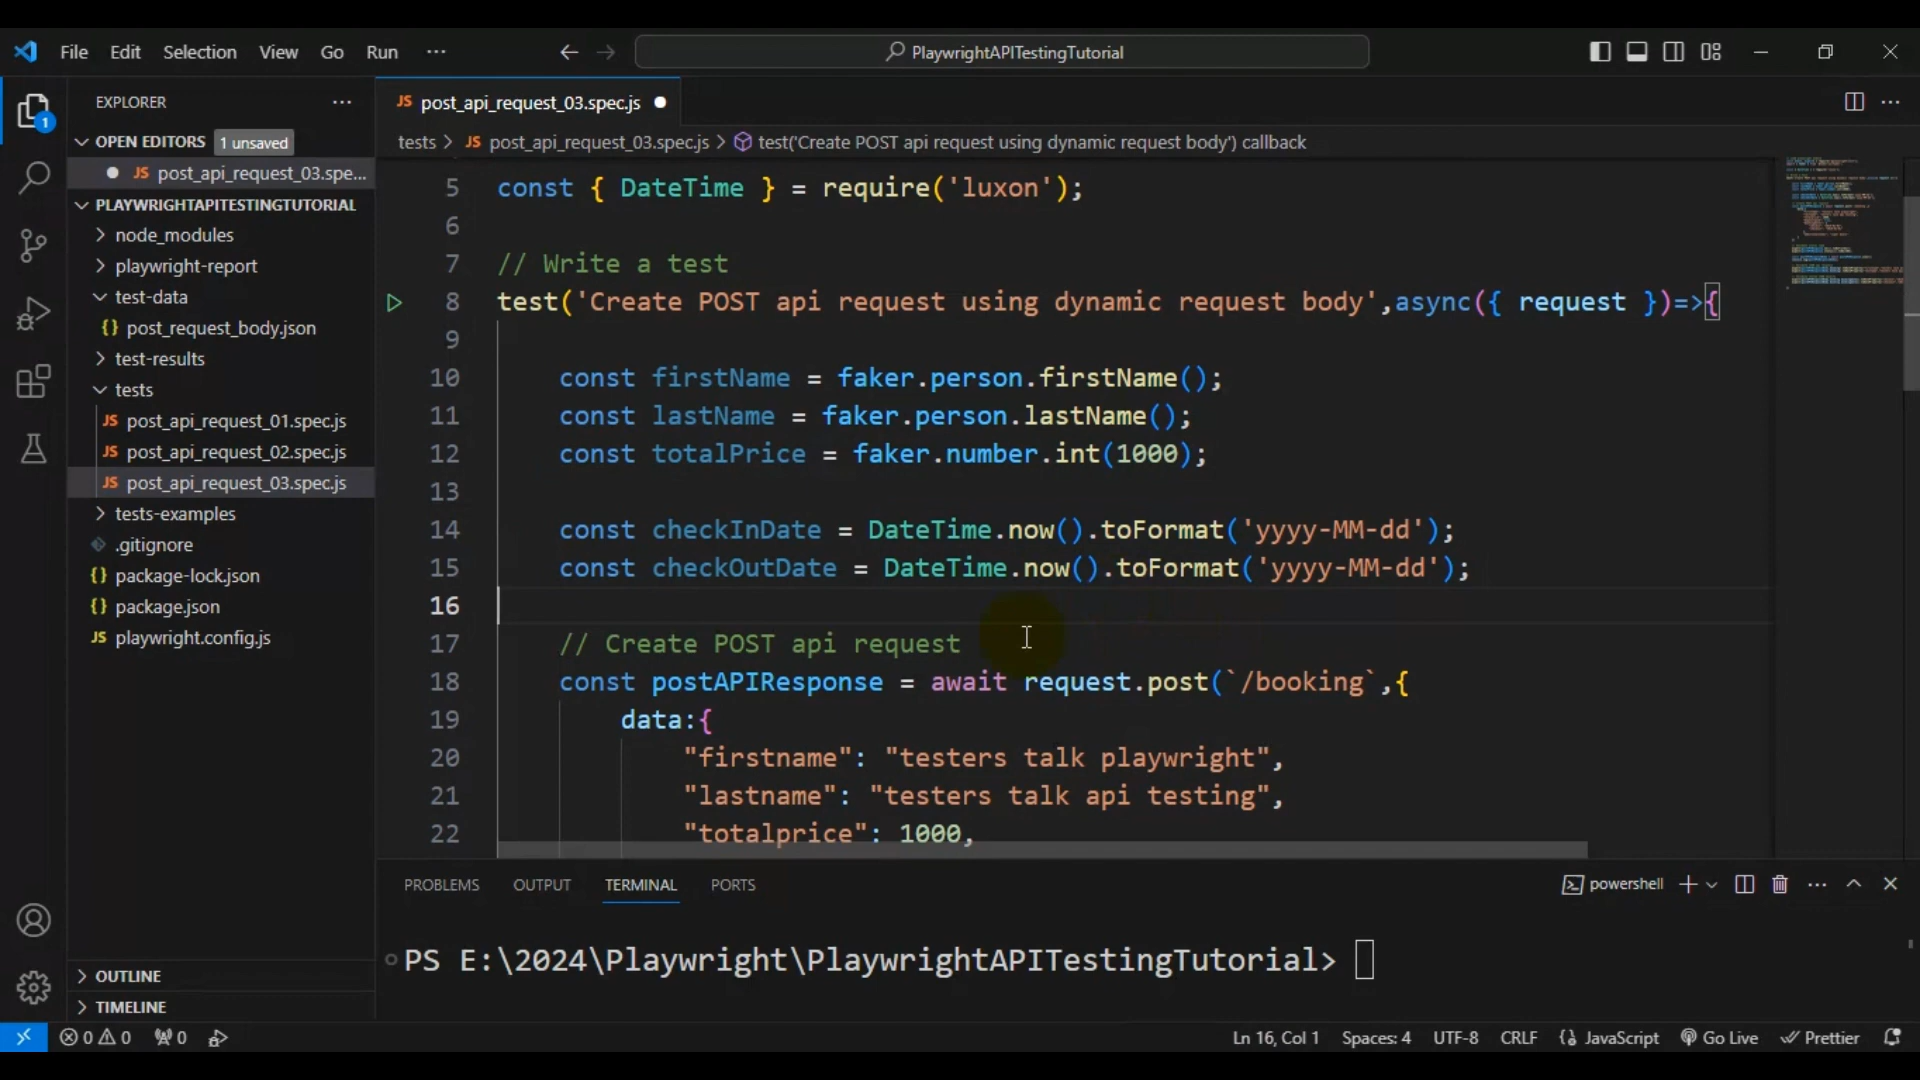 File Edit Selection View Go Run ... PlaywrightAPITestingTutorial
EXPLORER
OPEN EDITORS 1 unsaved
JS post_api_request_03.spe...
PLAYWRIGHTAPITESTINGTUTORIAL
node_modules
playwright-report
test-data
{} post_request_body.json
test-results
tests
JS post_api_request_01.spec.js
JS post_api_request_02.spec.js
JS post_api_request_03.spec.js
tests-examples
.gitignore
{} package-lock.json
{} package.json
JS playwright.config.js
OUTLINE
TIMELINE
JS post_api_request_03.spec.js
tests > JS post_api_request_03.spec.js > test('Create POST api request using dynamic request body') callback
5 const { DateTime } = require('luxon');
6
7 // Write a test
8 test('Create POST api request using dynamic request body',async({ request })=>{
9
10 const firstName = faker.person.firstName();
11 const lastName = faker.person.lastName();
12 const totalPrice = faker.number.int(1000);
13
14 const checkInDate = DateTime.now().toFormat('yyyy-MM-dd');
15 const checkOutDate = DateTime.now().toFormat('yyyy-MM-dd');
16
17 // Create POST api request
18 const postAPIResponse = await request.post(`/booking`,{
19 data:{
20 "firstname": "testers talk playwright",
21 "lastname": "testers talk api testing",
22 "totalprice": 1000,
PROBLEMS OUTPUT TERMINAL PORTS powershell
PS E:\2024\Playwright\PlaywrightAPITestingTutorial>
0 0 0 Ln 16, Col 1 Spaces: 4 UTF-8 CRLF {} JavaScript Go Live Prettier
1